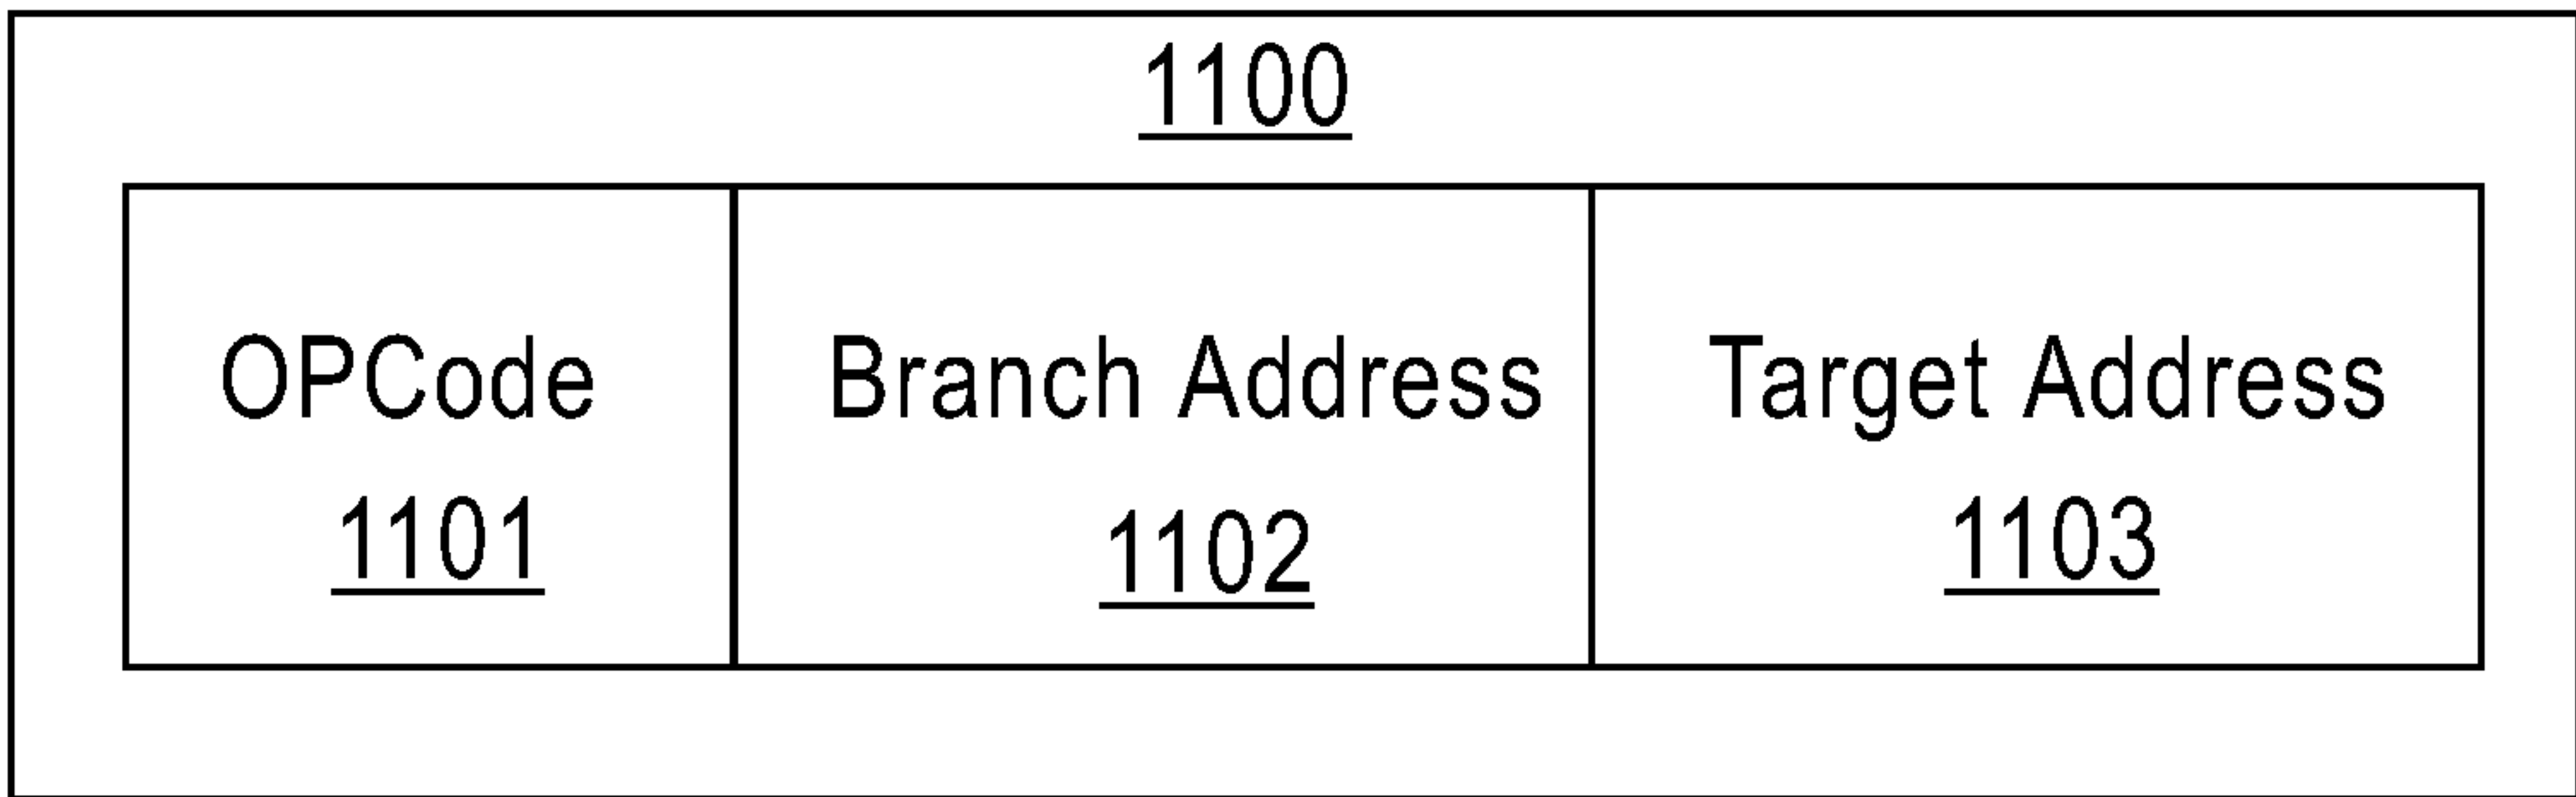 1100
OPCode
1101
Branch Address
1102
Target Address
1103